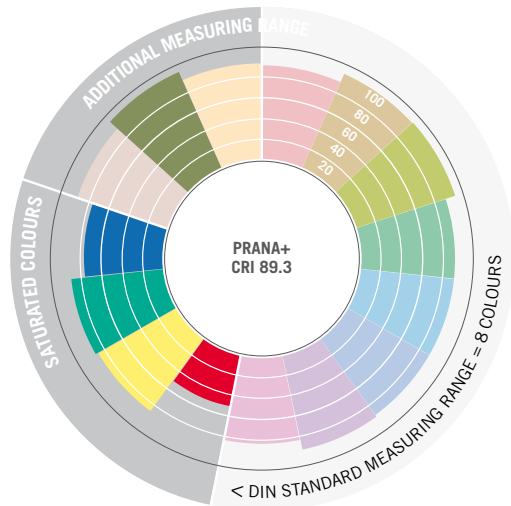 ADDITIONAL MEASURING RANGE
100
80
60
40
20
PRANA+
CRI 89.3
SATURATED COLOURS
< DIN STANDARD MEASURING RANGE = 8 COLOURS